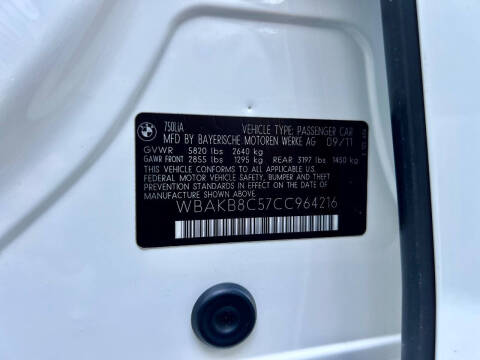 750LiA VEHICLE TYPE: PASSENGER CAR
MFD BY BAYERISCHE MOTOREN WERKE AG 09/11
GVWR 5820 lbs 2640 kg
GAWR FRONT 2855 lbs 1295 kg REAR 3197 lbs 1450 kg
THIS VEHICLE CONFORMS TO ALL APPLICABLE U.S.
FEDERAL MOTOR VEHICLE SAFETY, BUMPER AND THEFT
PREVENTION STANDARDS IN EFFECT ON THE DATE OF
MANUFACTURE SHOWN ABOVE.
WBAKB8C57CC964216